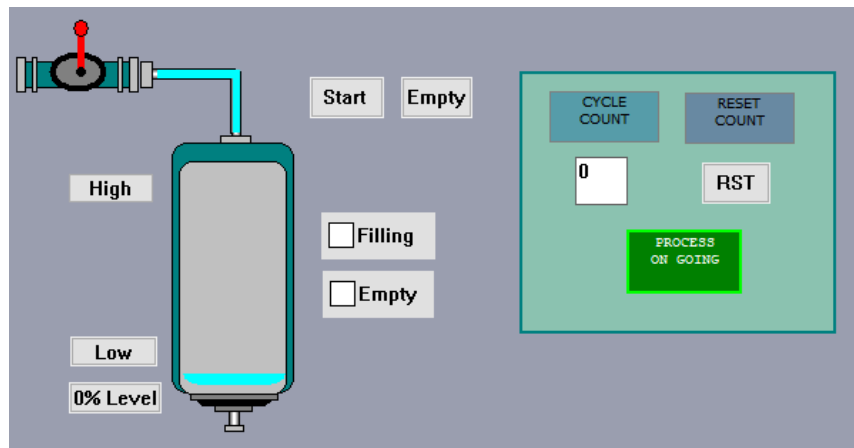 Start
Empty
CYCLE
COUNT
RESET
COUNT
High
0
RST
Filling
PROCESS
ON GOING
Empty
Low
0% Level